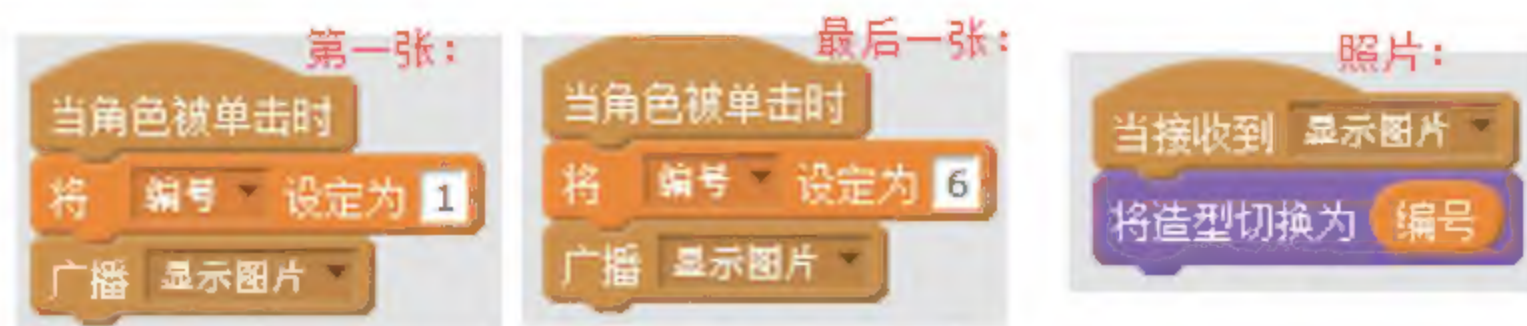 第一张：
当角色被单击时
将 编号 设定为 1
广播 显示图片
最后一张：
当角色被单击时
将 编号 设定为 6
广播 显示图片
照片：
当接收到 显示图片
将造型切换为 编号